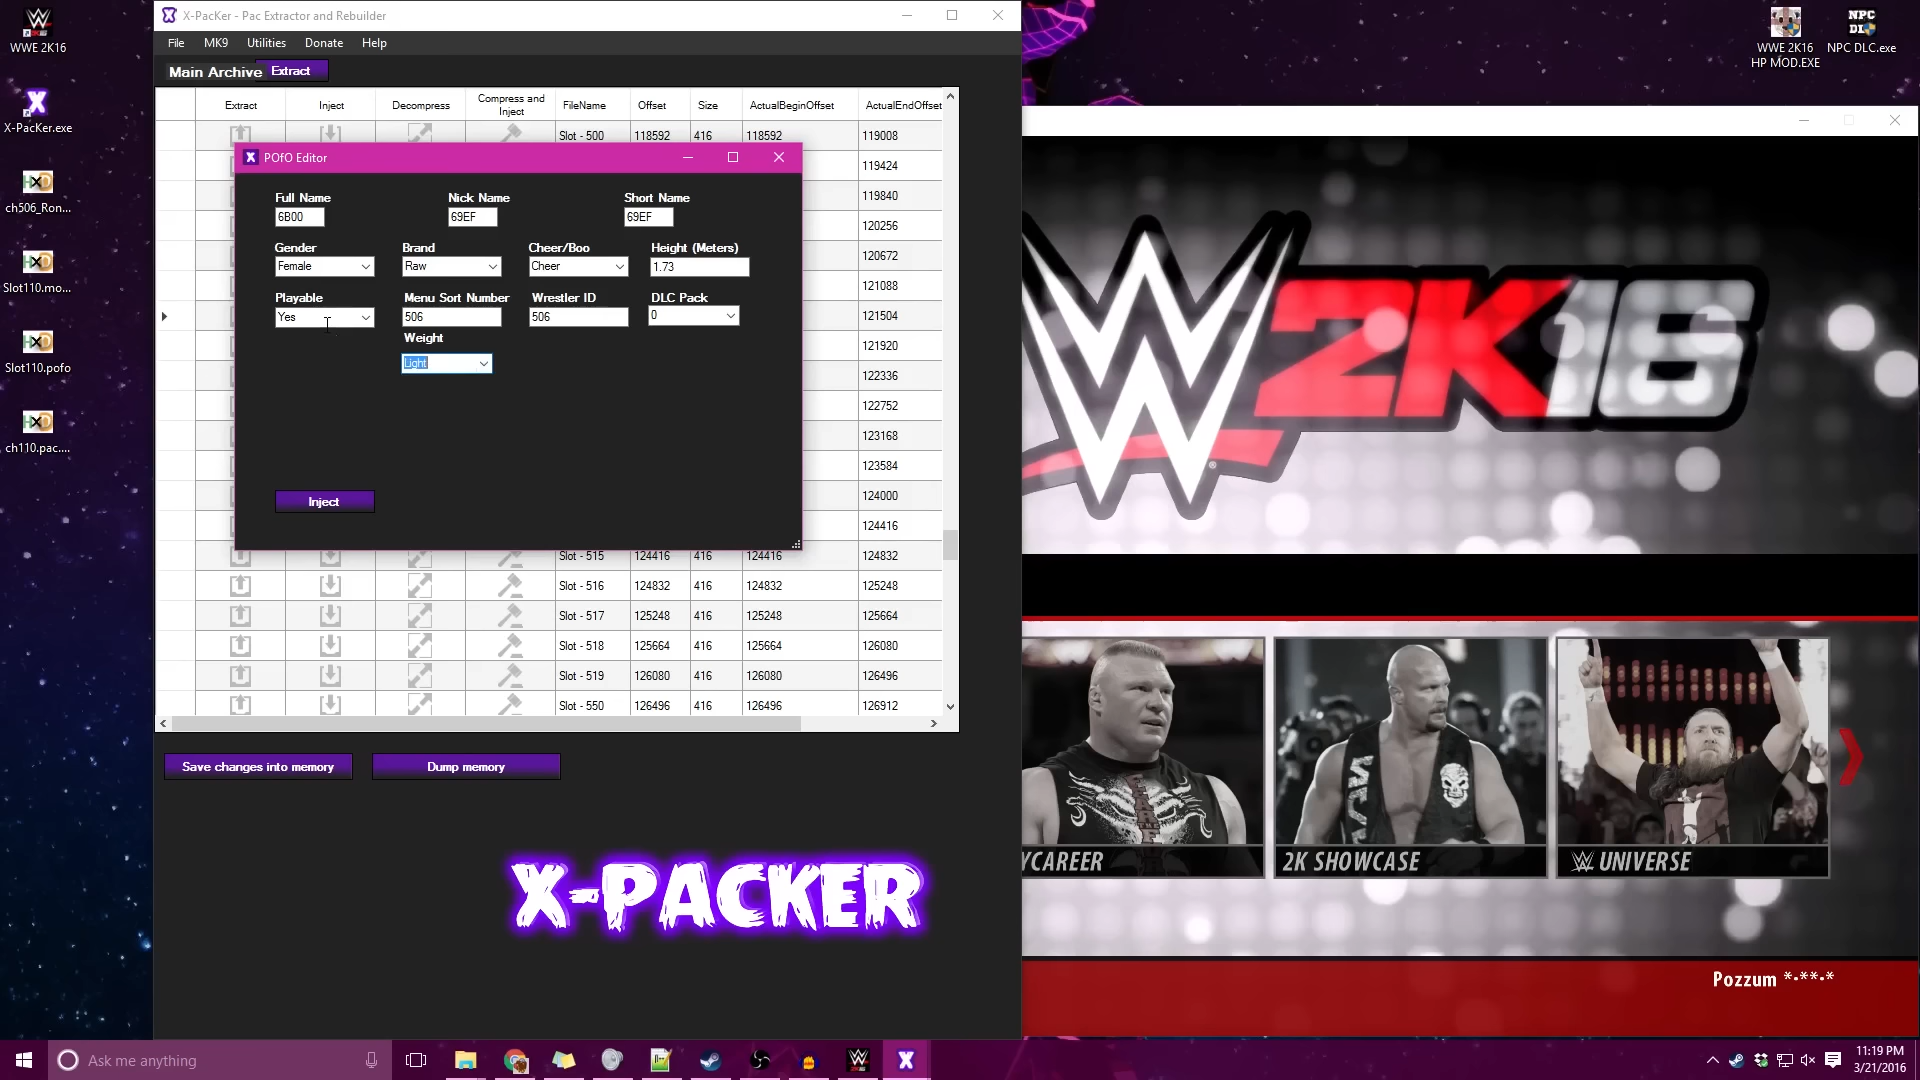 WWE 2K16
X-PacKer.exe
ch506_Ron...
Slot110.mo...
Slot110.pofo
ch110.pac....
X-PacKer - Pac Extractor and Rebuilder
File MK9 Utilities Donate Help
Main Archive Extract
Extract Inject Decompress Compress and Inject FileName Offset Size ActualBeginOffset ActualEndOffset
Slot - 500 118592 416 118592 119008
119424
119840
120256
120672
121088
121504
121920
122336
122752
123168
123584
124000
124416
Slot - 515 124416 416 124416 124832
Slot - 516 124832 416 124832 125248
Slot - 517 125248 416 125248 125664
Slot - 518 125664 416 125664 126080
Slot - 519 126080 416 126080 126496
Slot - 550 126496 416 126496 126912
POfO Editor
Full Name Nick Name Short Name
6B00 69EF 69EF
Gender Brand Cheer/Boo Height (Meters)
Female Raw Cheer 1.73
Playable Menu Sort Number Wrestler ID DLC Pack
Yes 506 506 0
Weight
Light
Inject
Save changes into memory Dump memory
X-PACKER
WWE 2K16
HP MOD.EXE
NPC DLC.exe
NPC
DL
W 2K16
®
YCAREER 2K SHOWCASE UNIVERSE
Pozzum *-**-*
Ask me anything
11:19 PM
3/21/2016